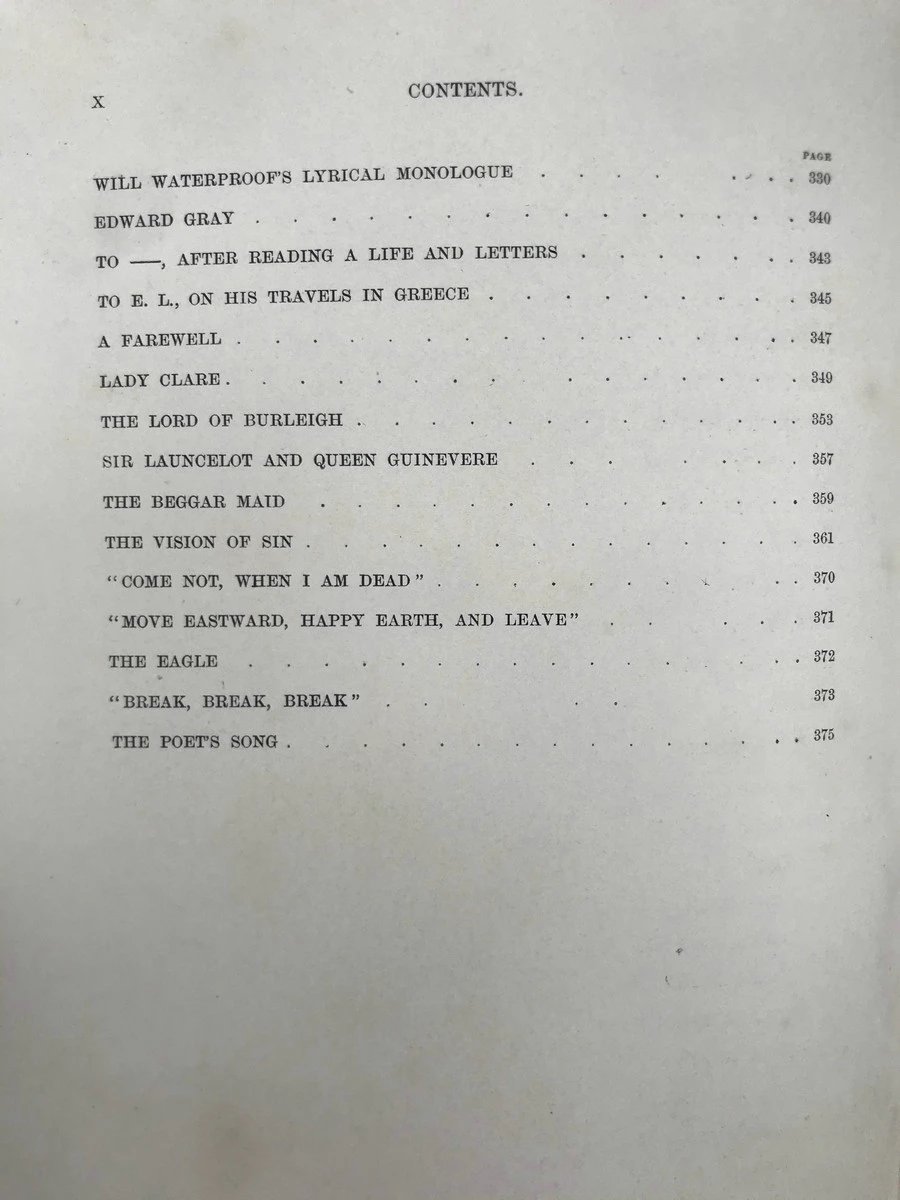 X
CONTENTS.
PAGE
WILL WATERPROOF'S LYRICAL MONOLOGUE . . . . . . . 330
EDWARD GRAY . . . . . . . . . . . . . . . 340
TO ——, AFTER READING A LIFE AND LETTERS . . . . . . . 343
TO E. L., ON HIS TRAVELS IN GREECE . . . . . . . . . 345
A FAREWELL . . . . . . . . . . . . . . . . 347
LADY CLARE . . . . . . . . . . . . . . . 349
THE LORD OF BURLEIGH . . . . . . . . . . . . . 353
SIR LAUNCELOT AND QUEEN GUINEVERE . . . . . . . 357
THE BEGGAR MAID . . . . . . . . . . . . . . 359
THE VISION OF SIN . . . . . . . . . . . . . . 361
"COME NOT, WHEN I AM DEAD" . . . . . . . . . . 370
"MOVE EASTWARD, HAPPY EARTH, AND LEAVE" . . . . . 371
THE EAGLE . . . . . . . . . . . . . . . . 372
"BREAK, BREAK, BREAK" . . . . 373
THE POET'S SONG . . . . . . . . . . . . . . . 375